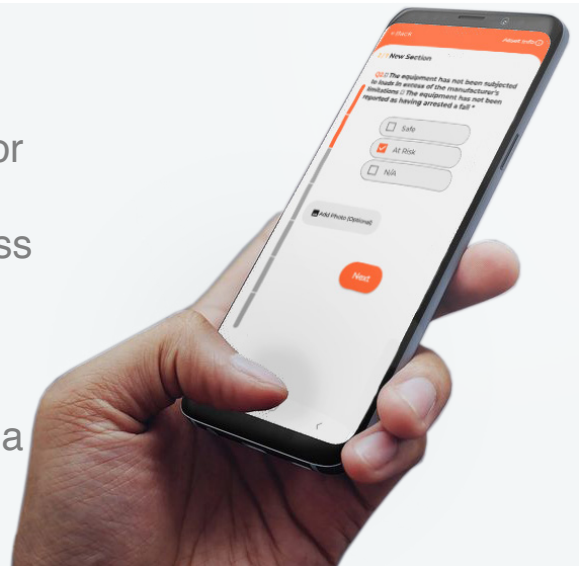 or
ss
a
New Section
The equipment has not been subjected
to loads in excess of the manufacturer's
limitations The equipment has not been
reported as having arrested a fall *
Safe
At Risk
N/A
Add Photo (Optional)
Next